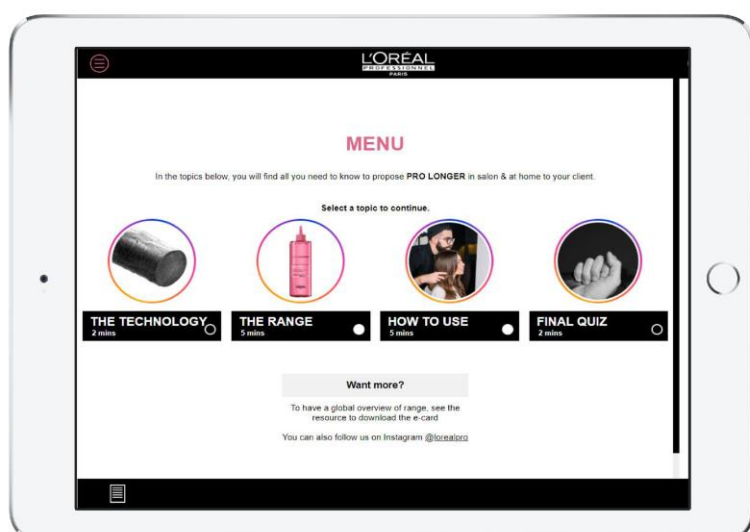 L'ORÉAL
PROFESSIONNEL
PARIS
MENU
In the topics below, you will find all you need to know to propose PRO LONGER in salon & at home to your client.
Select a topic to continue.
THE TECHNOLOGY
2 mins
THE RANGE
5 mins
HOW TO USE
5 mins
FINAL QUIZ
2 mins
Want more?
To have a global overview of range, see the
resource to download the e-card
You can also follow us on Instagram @lorealpro